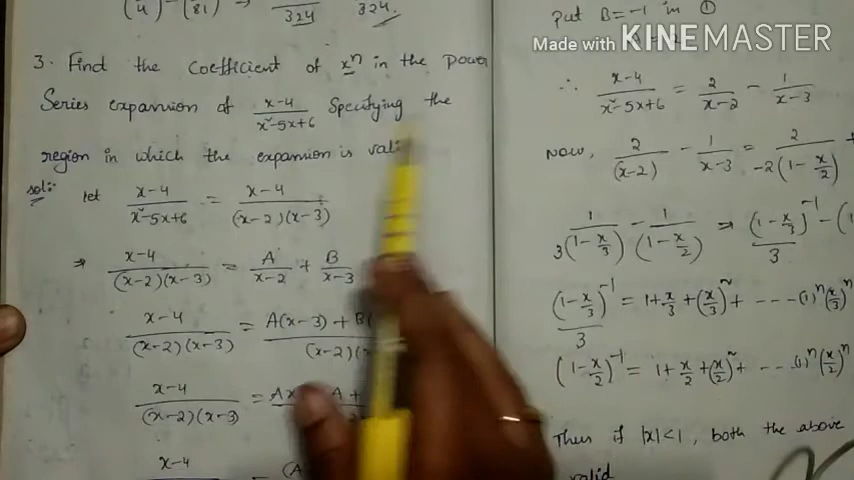 324 324.
3. Find the coefficient of xⁿ in the power
Series expansion of x-4/x²-5x+6 Specifying the
region in which the expansion is
sol:- let x-4/x²-5x+6 = x-4/(x-2)(x-3)
⇒ x-4/(x-2)(x-3) = A/x-2 + B/x-3
x-4/(x-2)(x-3) = A(x-3)+B(
x-4/(x-2)(x-3) =
x-4
put B=-1 in ①
Made with KINEMASTER
∴ x-4/x²-5x+6 = 2/x-2 - 1/x-3
Now, 2/(x-2) - 1/x-3 = 2/-2(1-x/2) +
1/3(1-x/3) - 1/(1-x/2) ⇒ (1-x/3)⁻¹/3 - (1
(1-x/3)⁻¹/3 = 1+x/3+(x/3)²+ ---- (1)ⁿ(x/3)ⁿ
(1-x/2)⁻¹ = 1+x/2+(x/2)²+ --- (1)ⁿ(x/2)ⁿ
Thus if |x|<1, both the above
valid